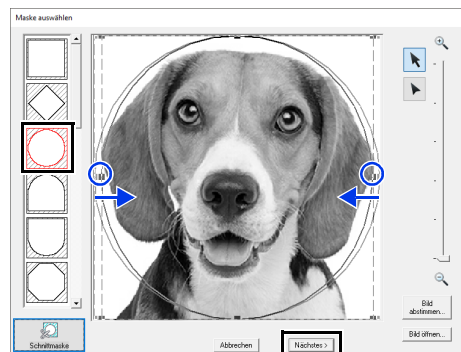 Maske auswählen
Bild
abstimmen...
Bild öffnen...
Schnittmaske
Abbrechen
Nächstes >